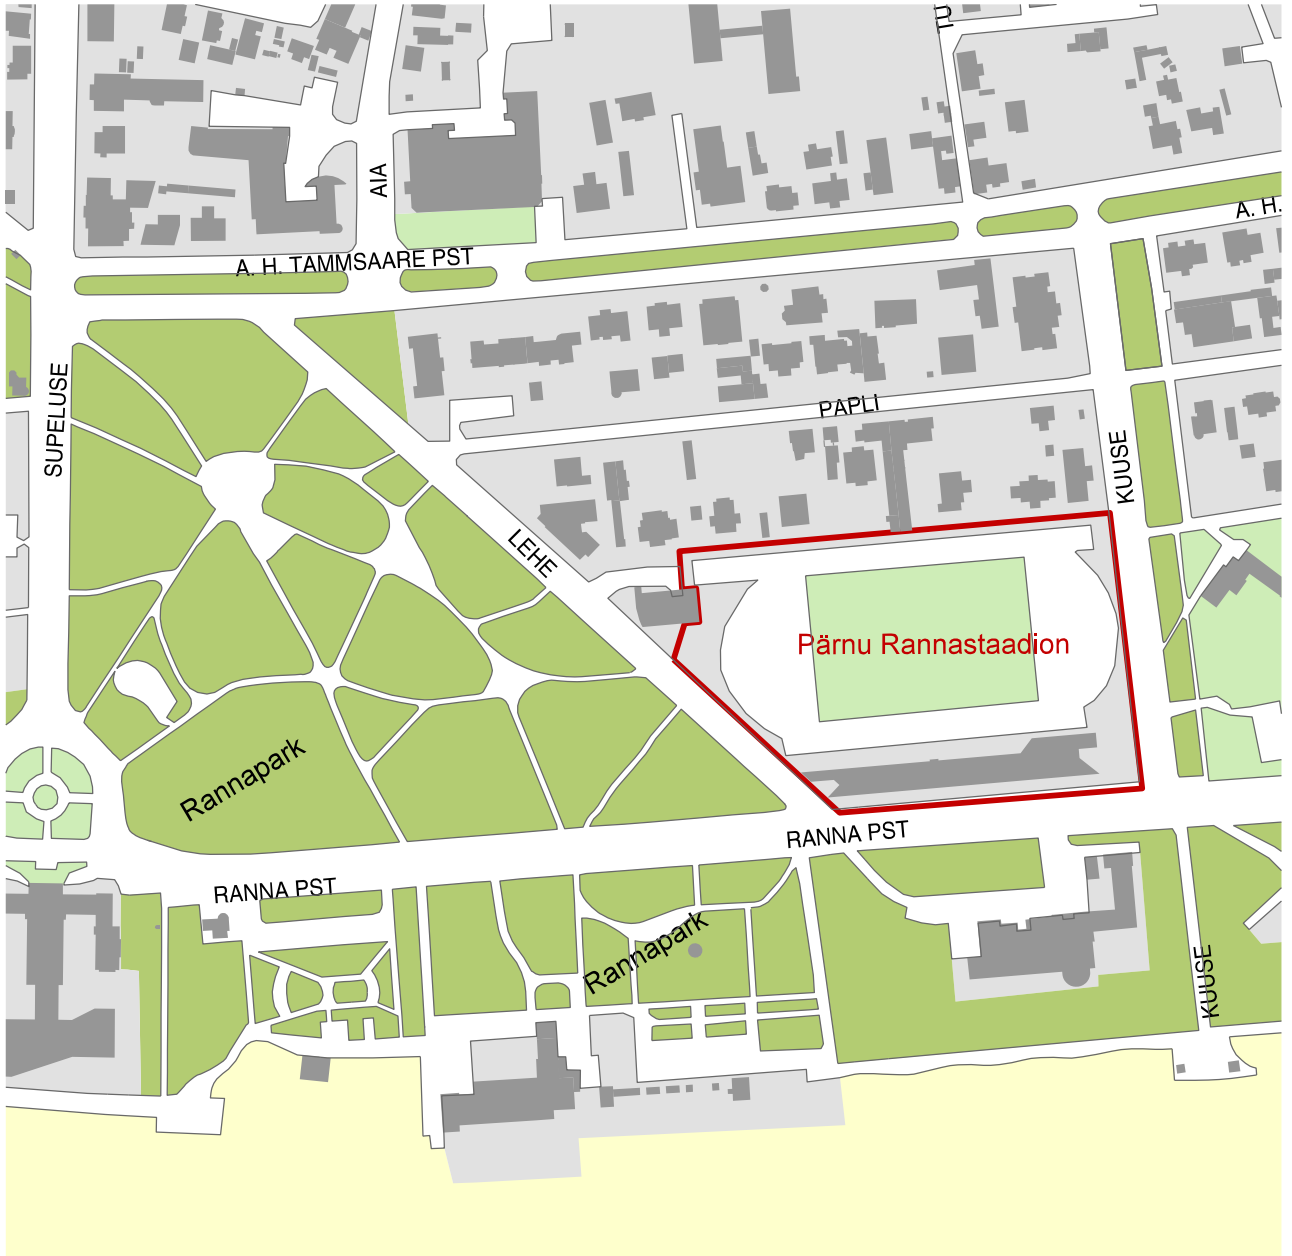 AIA
A. H.
A. H. TAMMSAARE PST
SUPELUSE
PAPLI
KUUSE
LEHE
Pärnu Rannastaadion
Rannapark
RANNA PST
RANNA PST
Rannapark
KUUSE